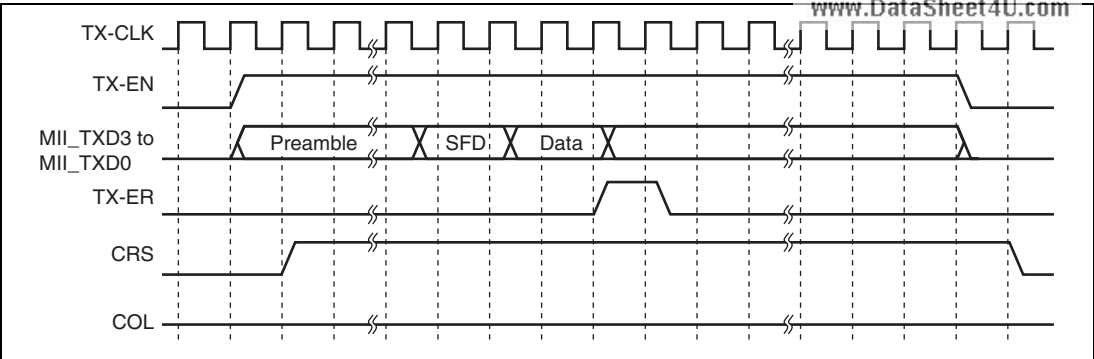 www.DataSheet4U.com
TX-CLK
TX-EN
MII_TXD3 to
MII_TXD0
Preamble
SFD
Data
TX-ER
CRS
COL